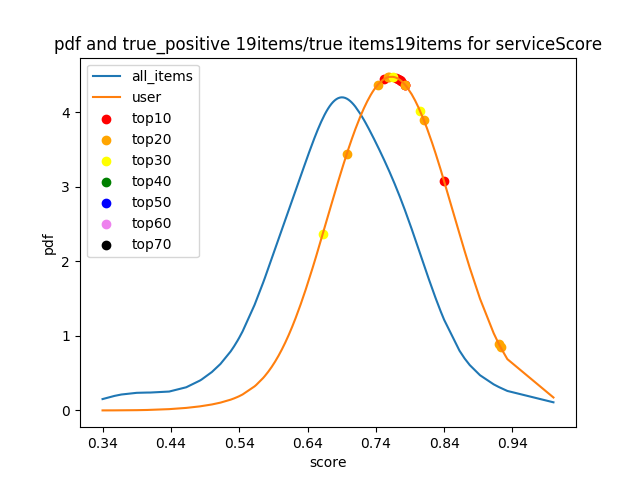 pdf and true_positive 19items/true items19items for serviceScore
all_items
user
top10
top20
top30
top40
top50
top60
top70
pdf
4
3
2
1
0
0.34 0.44 0.54 0.64 0.74 0.84 0.94
score